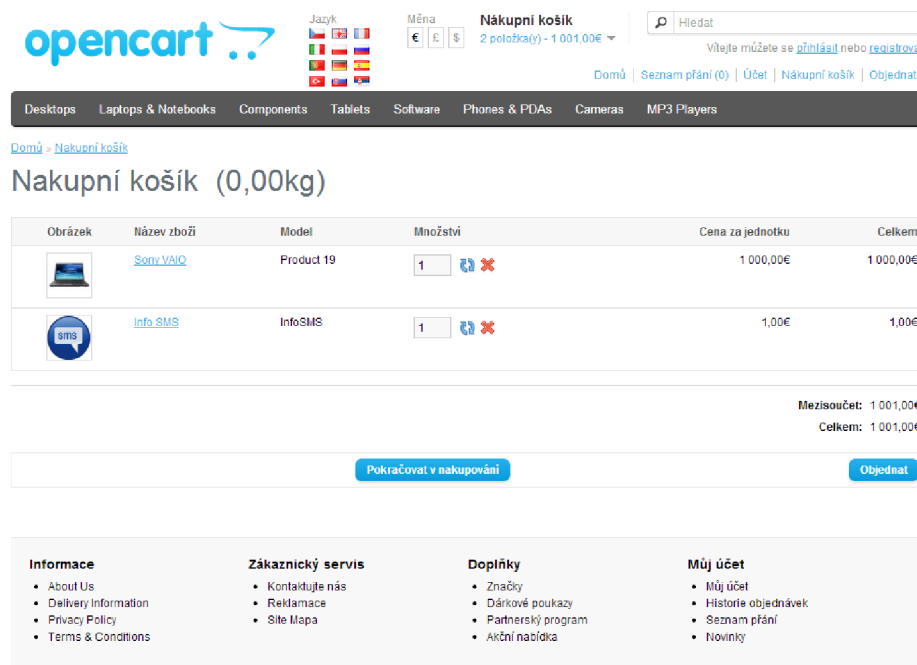 opencart
Jazyk
Měna
€ £ $
Nákupní košík
2 položka(y) - 1 001,00€
Hledat
Vítejte můžete se přihlásit nebo registrova
Domů Seznam přání (0) Účet Nákupní košík Objednat
Desktops Laptops & Notebooks Components Tablets Software Phones & PDAs Cameras MP3 Players
Domů » Nakupní košík
Nakupní košík (0,00kg)
Obrázek Název zboží Model Množství Cena za jednotku Celkem
Sony VAIO Product 19 1 1 000,00€ 1 000,00€
sms Info SMS InfoSMS 1 1,00€ 1,00€
Mezisoučet: 1 001,00€
Celkem: 1 001,00€
Pokračovat v nakupování Objednat
Informace Zákaznický servis Doplňky Můj účet
About Us Kontaktujte nás Značky Můj účet
Delivery Information Reklamace Dárkové poukazy Historie objednávek
Privacy Policy Site Mapa Partnerský program Seznam přání
Terms & Conditions Akční nabídka Novinky